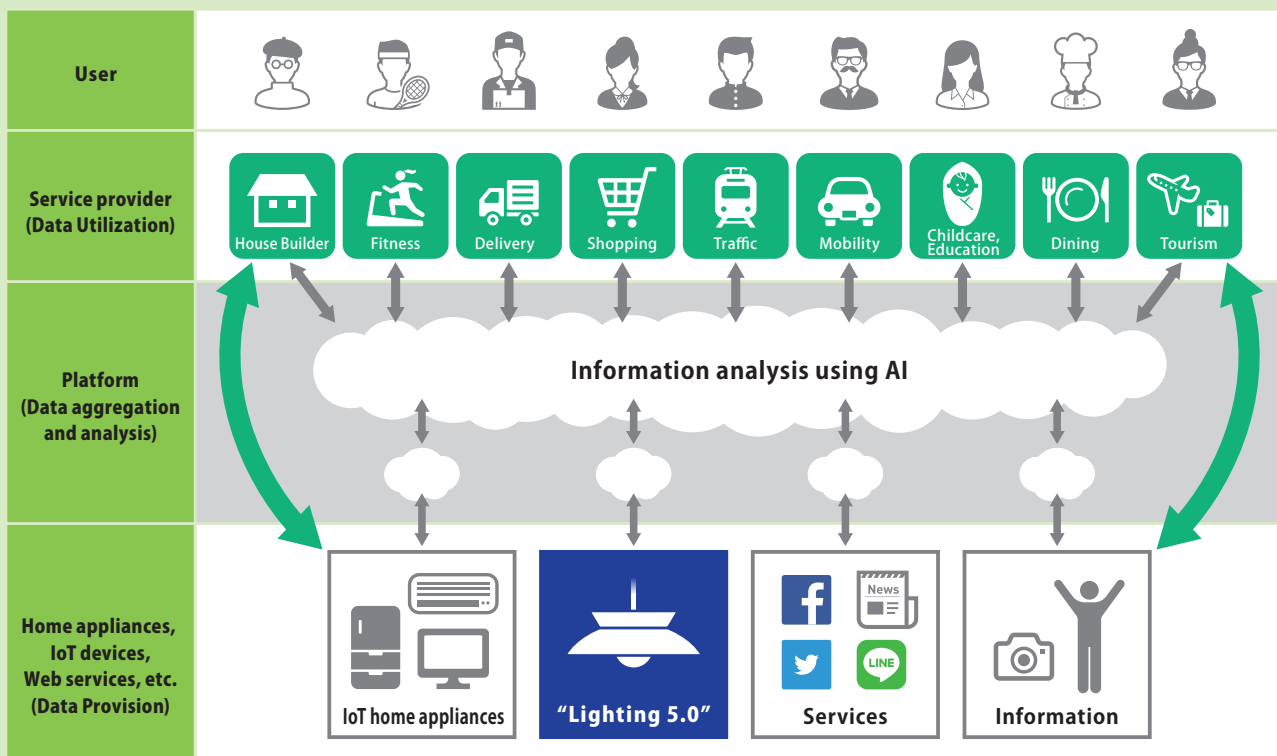 User
Service provider
(Data Utilization)
House Builder
Fitness
Delivery
Shopping
Traffic
Mobility
Childcare,
Education
Dining
Tourism
Platform
(Data aggregation
and analysis)
Information analysis using AI
Home appliances,
IoT devices,
Web services, etc.
(Data Provision)
IoT home appliances
“Lighting 5.0”
f
News
LINE
Services
Information